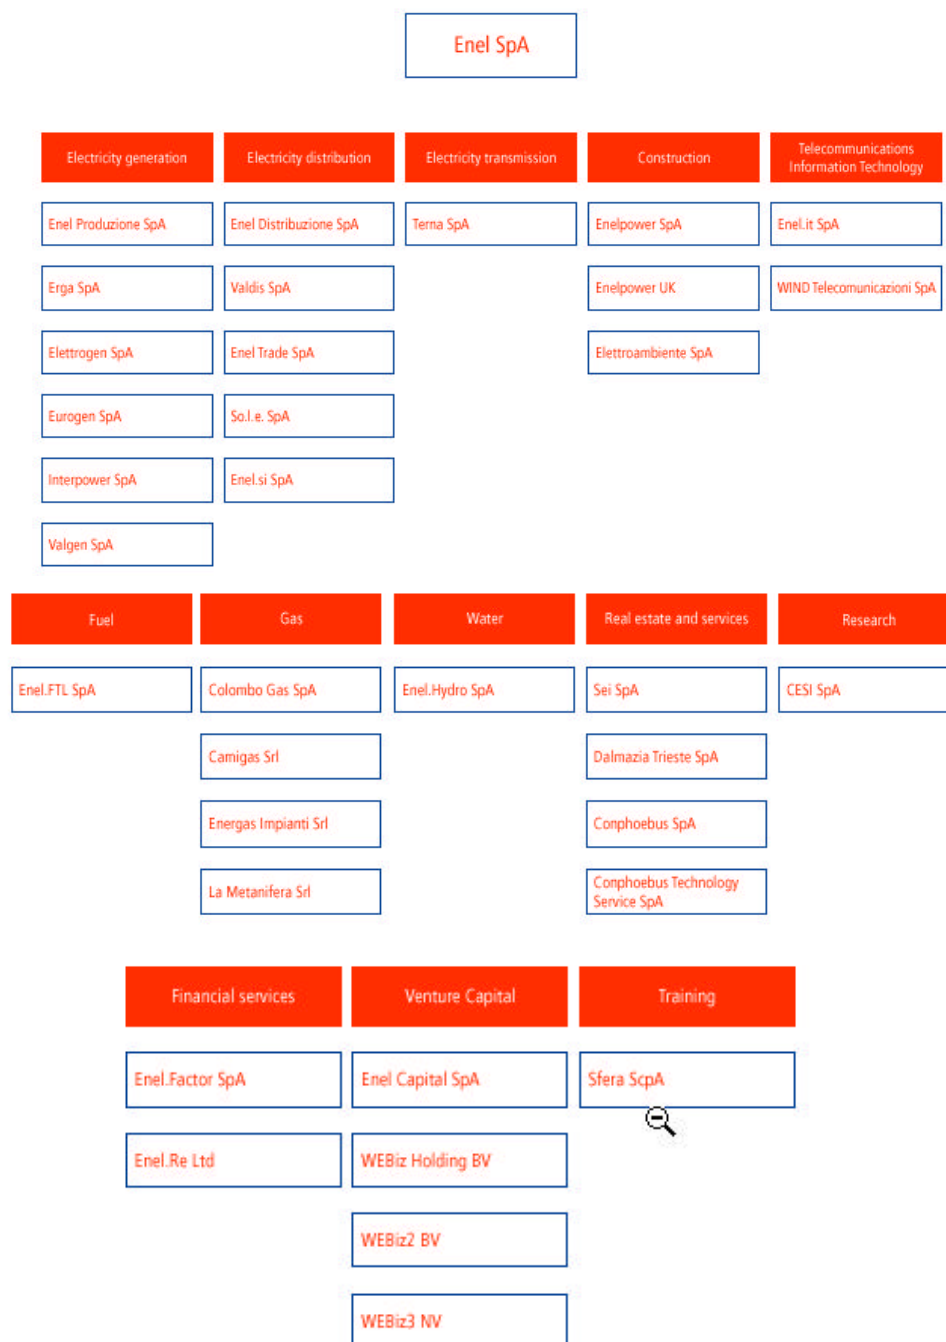 Enel SpA
Electricity generation
Electricity distribution
Electricity transmission
Construction
Telecommunications
Information Technology
Enel Produzione SpA
Enel Distribuzione SpA
Terna SpA
Enelpower SpA
Enel.it SpA
Erga SpA
Valdis SpA
Enelpower UK
WIND Telecomunicazioni SpA
Elettrogen SpA
Enel Trade SpA
Elettroambiente SpA
Eurogen SpA
So.l.e. SpA
Interpower SpA
Enel.si SpA
Valgen SpA
Fuel
Gas
Water
Real estate and services
Research
Enel.FTL SpA
Colombo Gas SpA
Enel.Hydro SpA
Sei SpA
CESI SpA
Camigas Srl
Dalmazia Trieste SpA
Energas Impianti Srl
Conphoebus SpA
La Metanifera Srl
Conphoebus Technology
Service SpA
Financial services
Venture Capital
Training
Enel.Factor SpA
Enel Capital SpA
Sfera ScpA
Enel.Re Ltd
WEBiz Holding BV
WEBiz2 BV
WEBiz3 NV